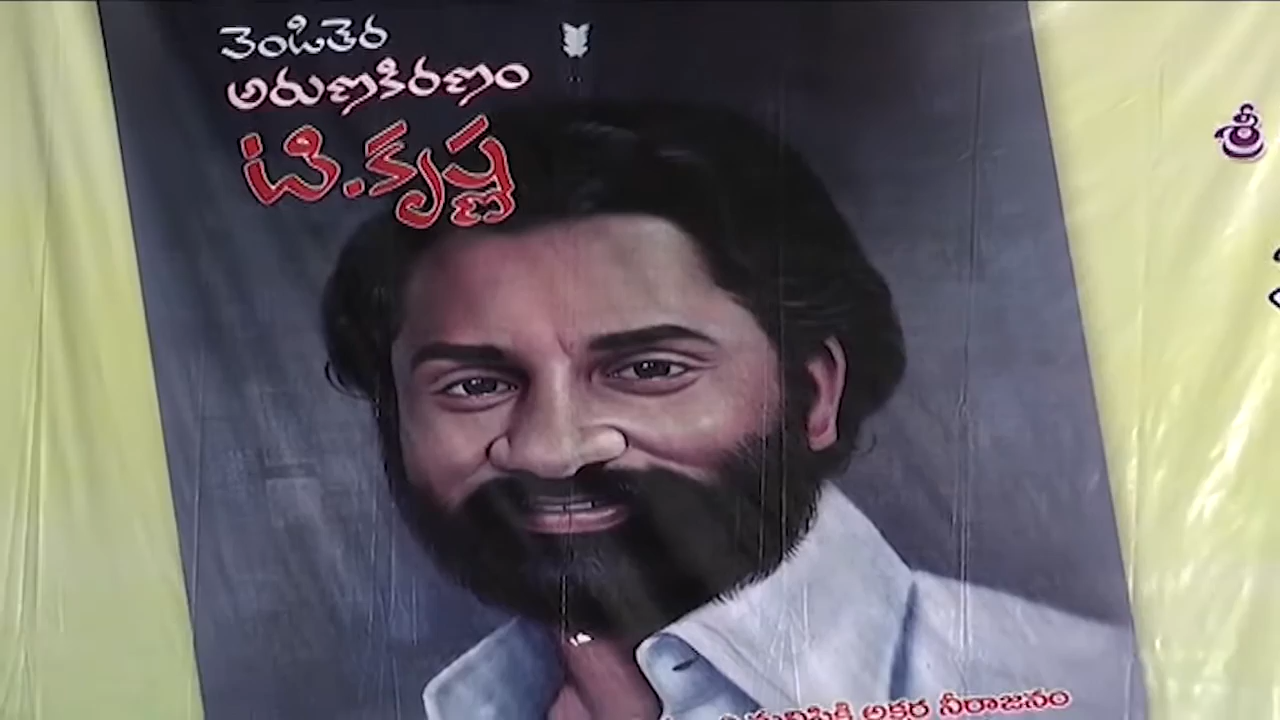 వెండితెర
అరుణకిరణం
టి.కృష్ణ
శ్రీ
అక్షర నీరాజనం